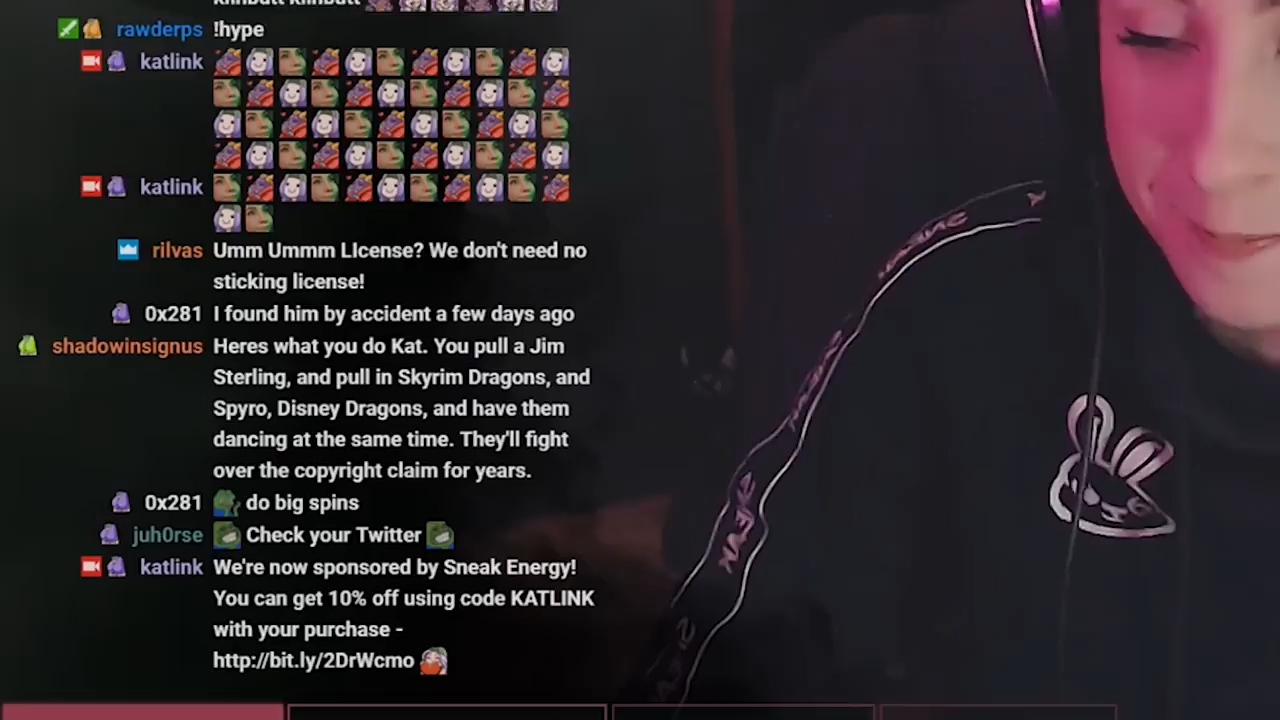 rawderps !hype
katlink
katlink
rilvas Umm Ummm LIcense? We don't need no
sticking license!
0x281 I found him by accident a few days ago
shadowinsignus Heres what you do Kat. You pull a Jim
Sterling, and pull in Skyrim Dragons, and
Spyro, Disney Dragons, and have them
dancing at the same time. They'll fight
over the copyright claim for years.
0x281 do big spins
juh0rse Check your Twitter
katlink We're now sponsored by Sneak Energy!
You can get 10% off using code KATLINK
with your purchase -
http://bit.ly/2DrWcmo